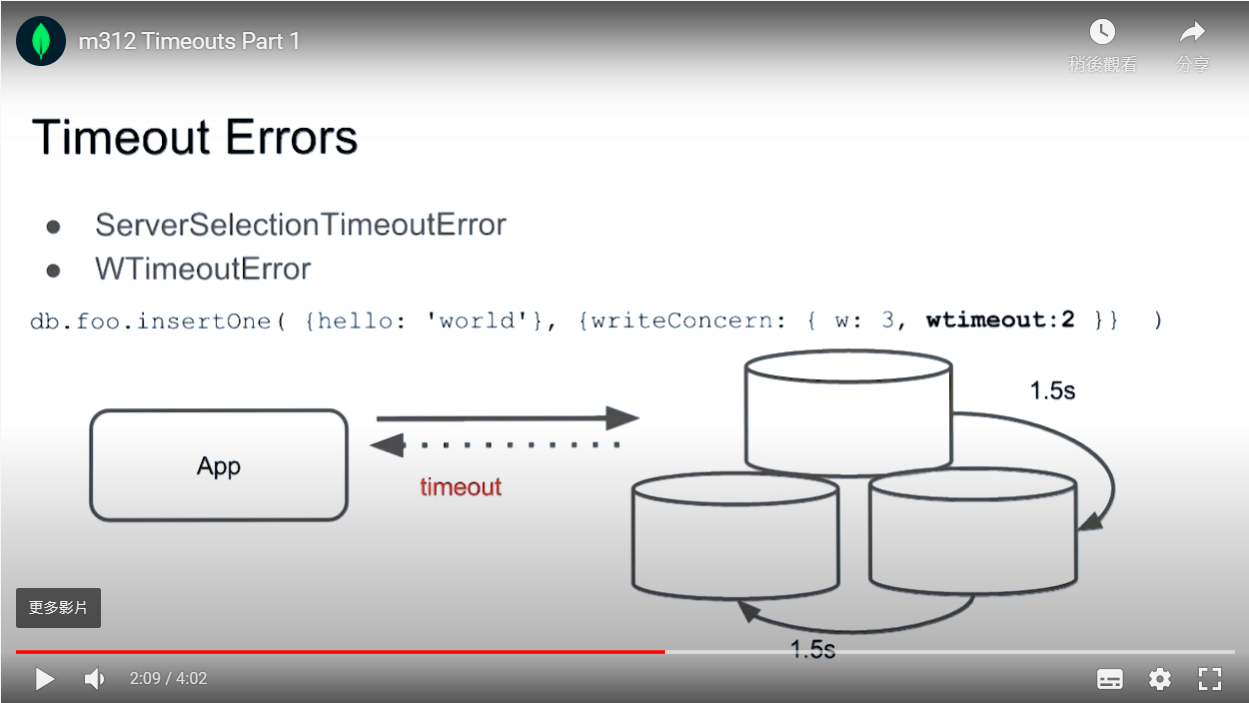 m312 Timeouts Part 1
稍後觀看
分享
Timeout Errors
● ServerSelectionTimeoutError
● WTimeoutError
db.foo.insertOne( {hello: 'world'}, {writeConcern: { w: 3, wtimeout:2 }} )
1.5s
App
timeout
更多影片
1.5s
2:09 / 4:02